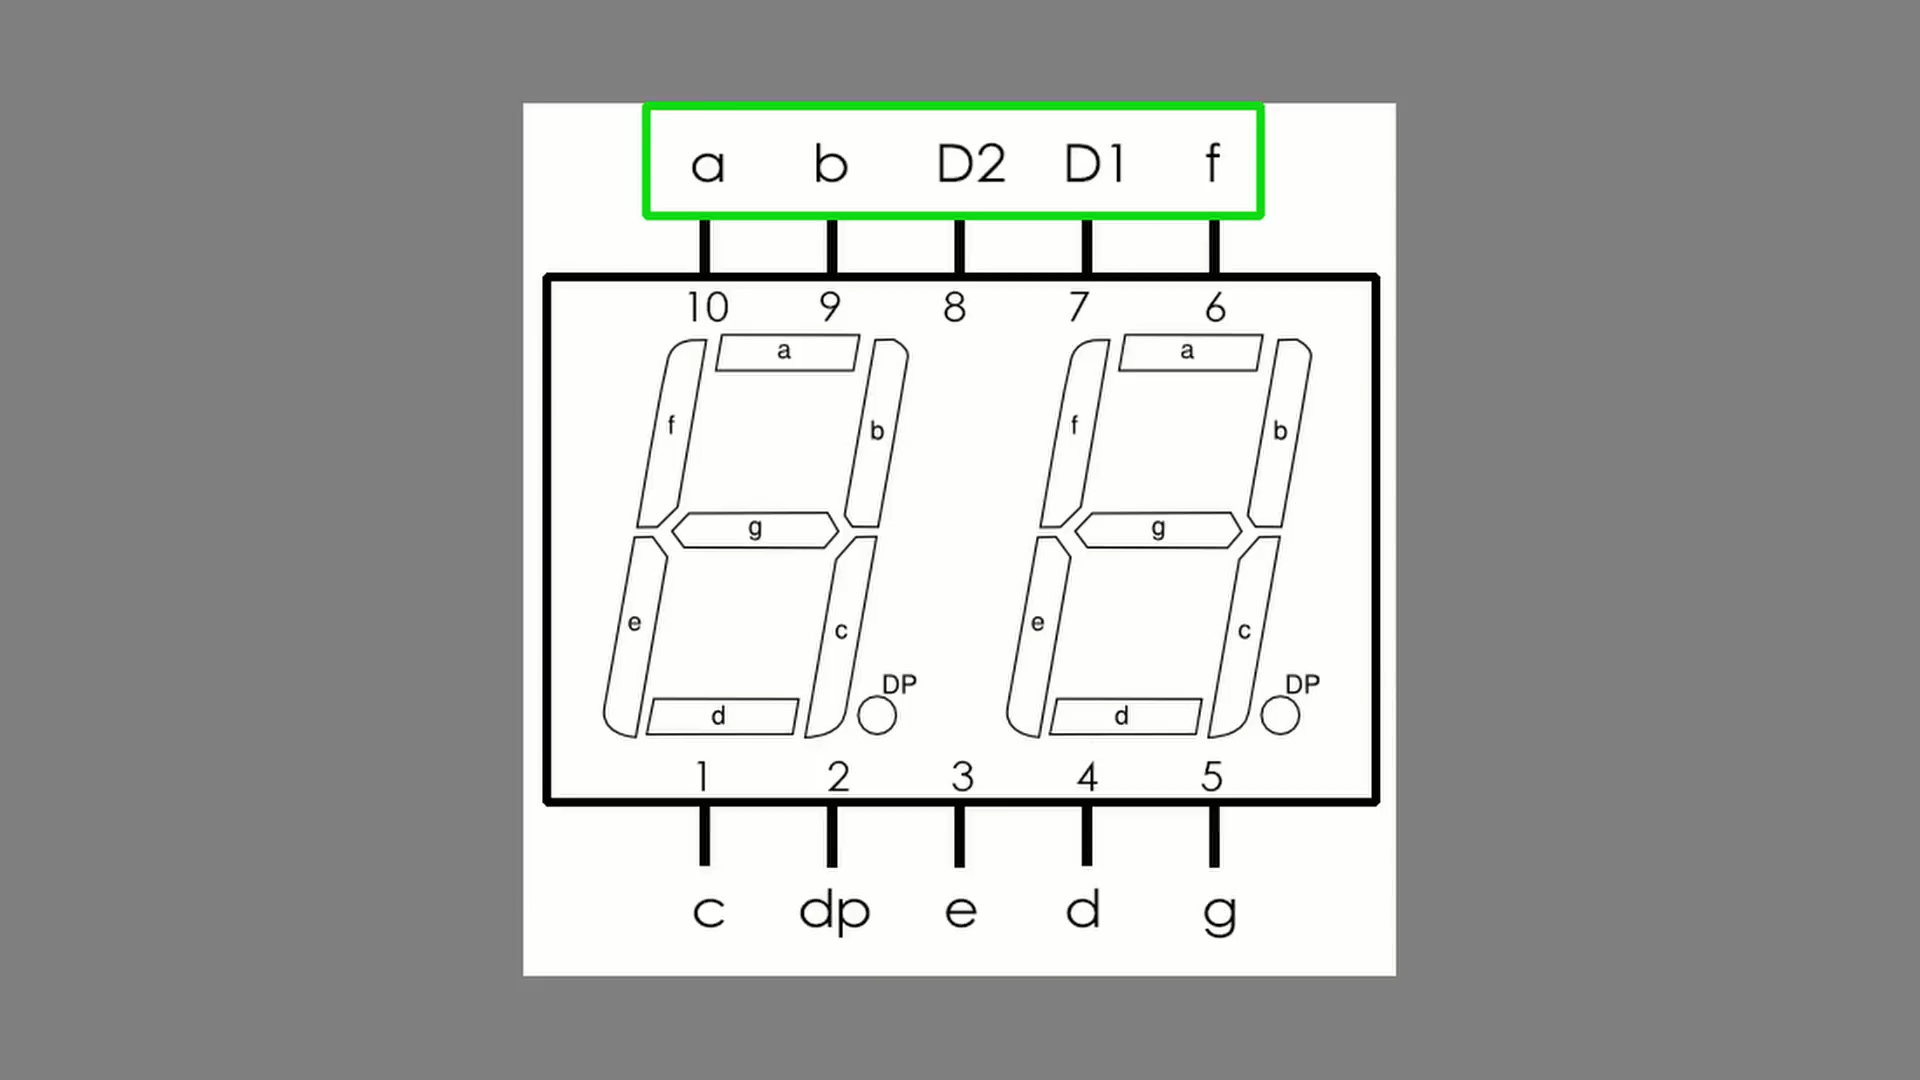 a b D2 D1 f
10 9 8 7 6
a a
f b f b
g g
e c e c
DP DP
d d
1 2 3 4 5
c dp e d g